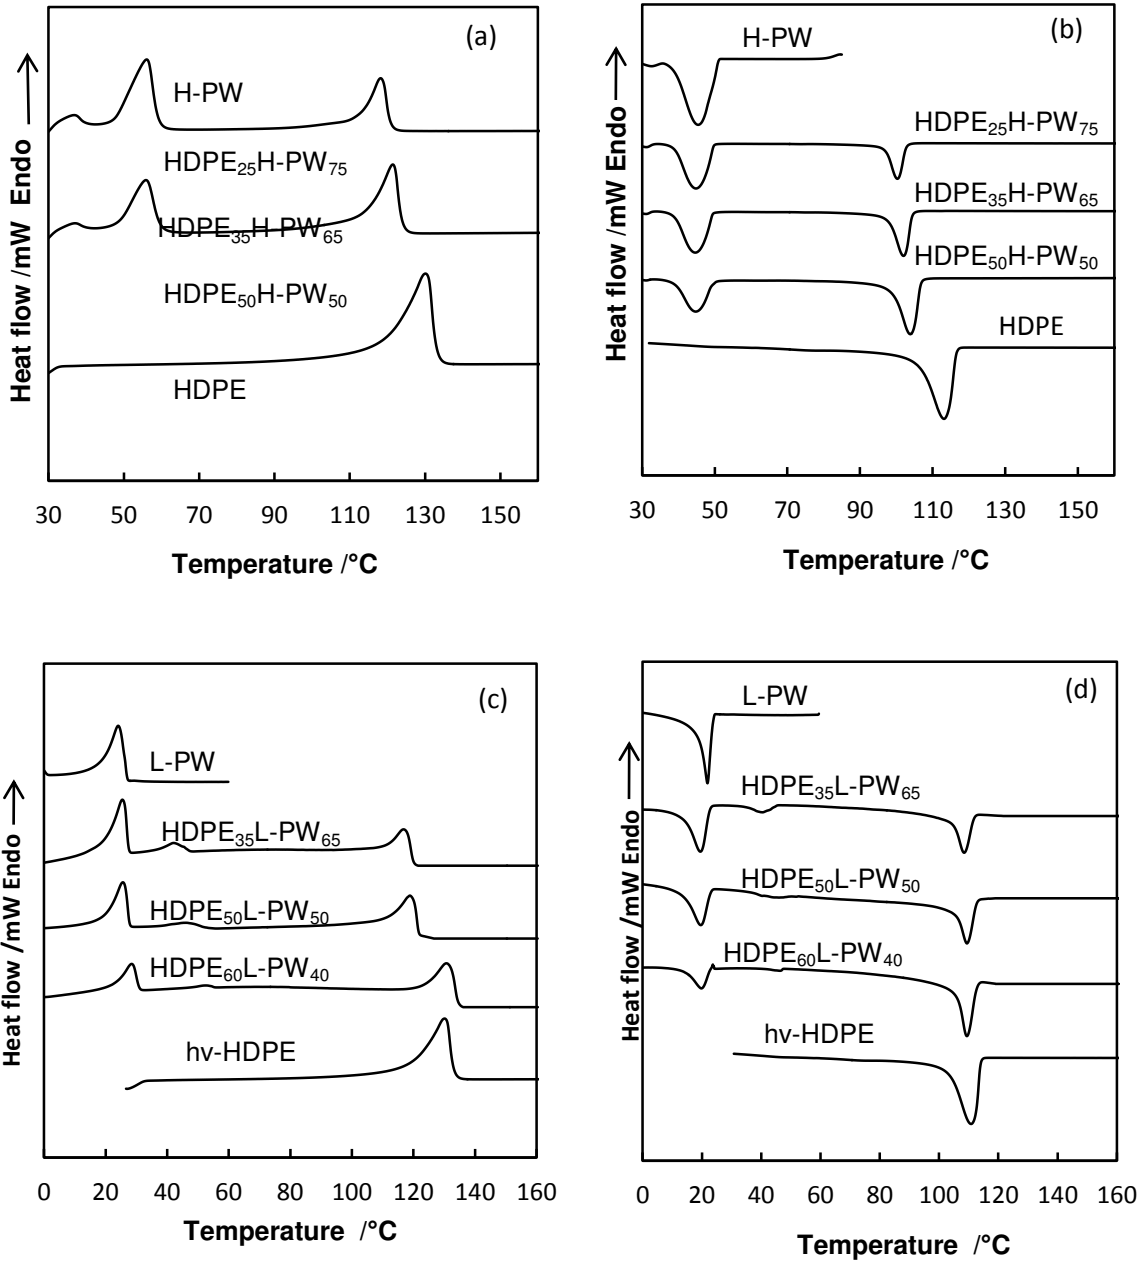 (a)
H-PW
HDPE25H-PW75
HDPE35H-PW65
HDPE50H-PW50
HDPE
Heat flow /mW Endo
30 50 70 90 110 130 150
Temperature /°C
(b)
H-PW
HDPE25H-PW75
HDPE35H-PW65
HDPE50H-PW50
HDPE
Heat flow /mW Endo
30 50 70 90 110 130 150
Temperature /°C
(c)
L-PW
HDPE35L-PW65
HDPE50L-PW50
HDPE60L-PW40
hv-HDPE
Heat flow /mW Endo
0 20 40 60 80 100 120 140 160
Temperature /°C
(d)
L-PW
HDPE35L-PW65
HDPE50L-PW50
HDPE60L-PW40
hv-HDPE
Heat flow /mW Endo
0 20 40 60 80 100 120 140 160
Temperature /°C